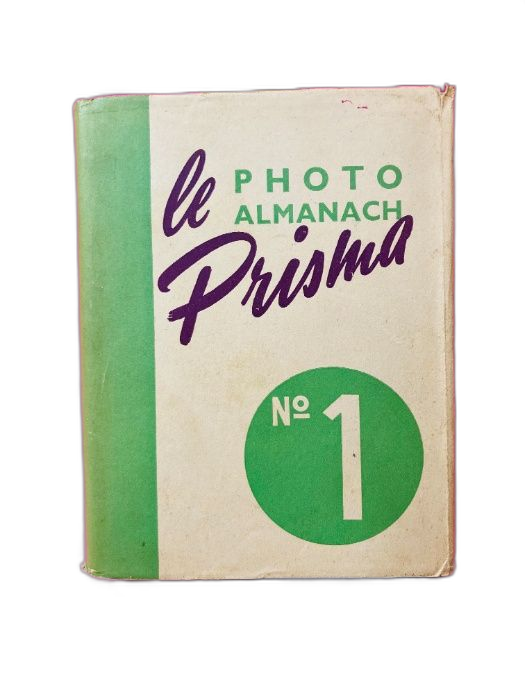 le PHOTO
ALMANACH
Prisma
Nº 1